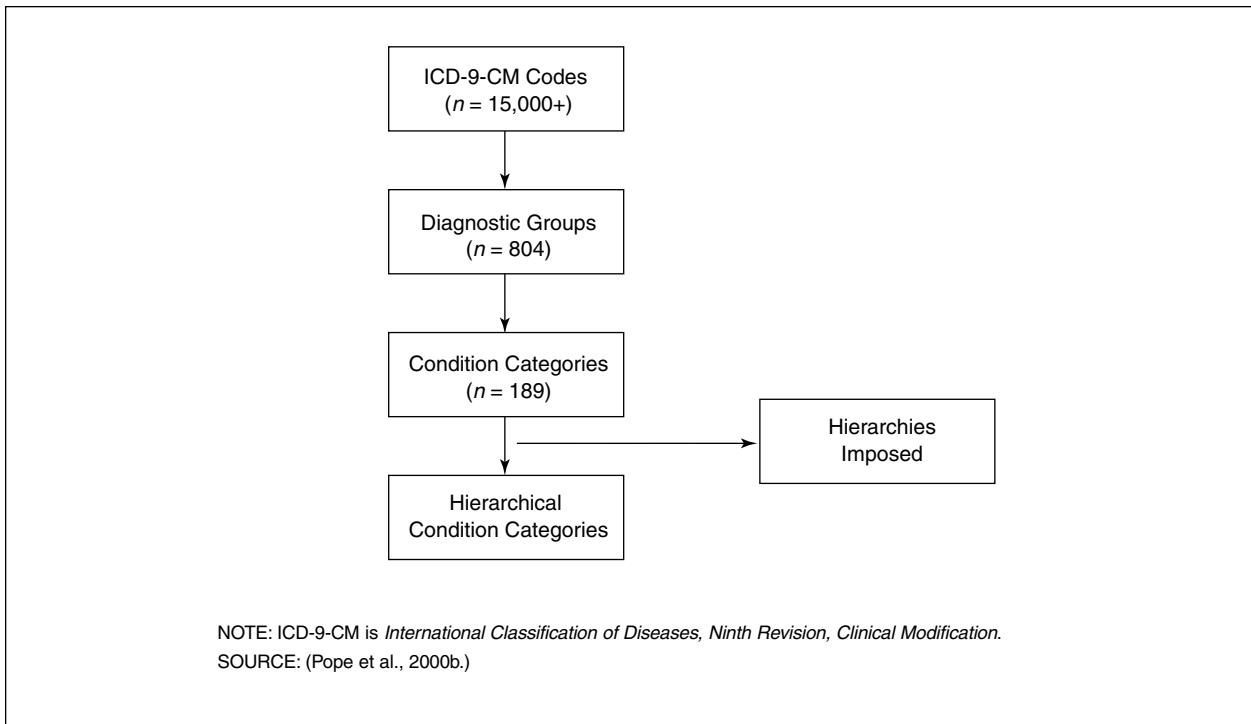 ICD-9-CM Codes
(n = 15,000+)
Diagnostic Groups
(n = 804)
Condition Categories
(n = 189)
Hierarchies
Imposed
Hierarchical
Condition Categories
NOTE: ICD-9-CM is International Classification of Diseases, Ninth Revision, Clinical Modification.
SOURCE: (Pope et al., 2000b.)